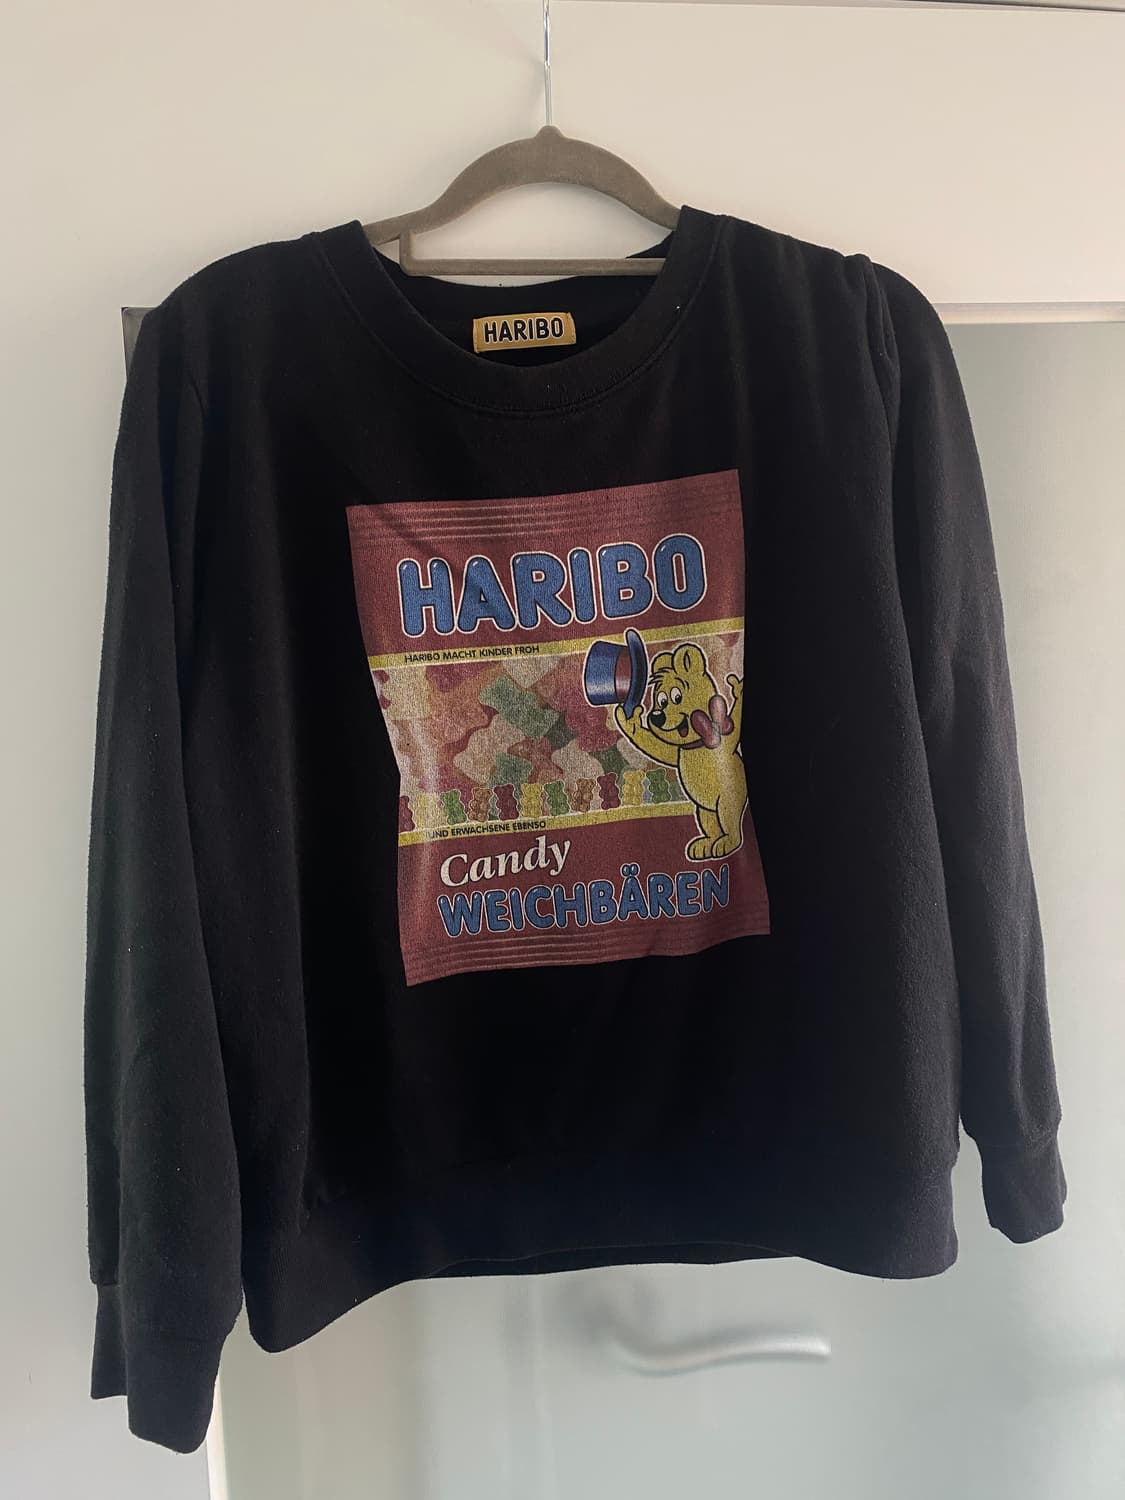 HARIBO
HARIBO
HARIBO MACHT KINDER FROH
UND ERWACHSENE EBENSO
Candy
WEICHBÄREN